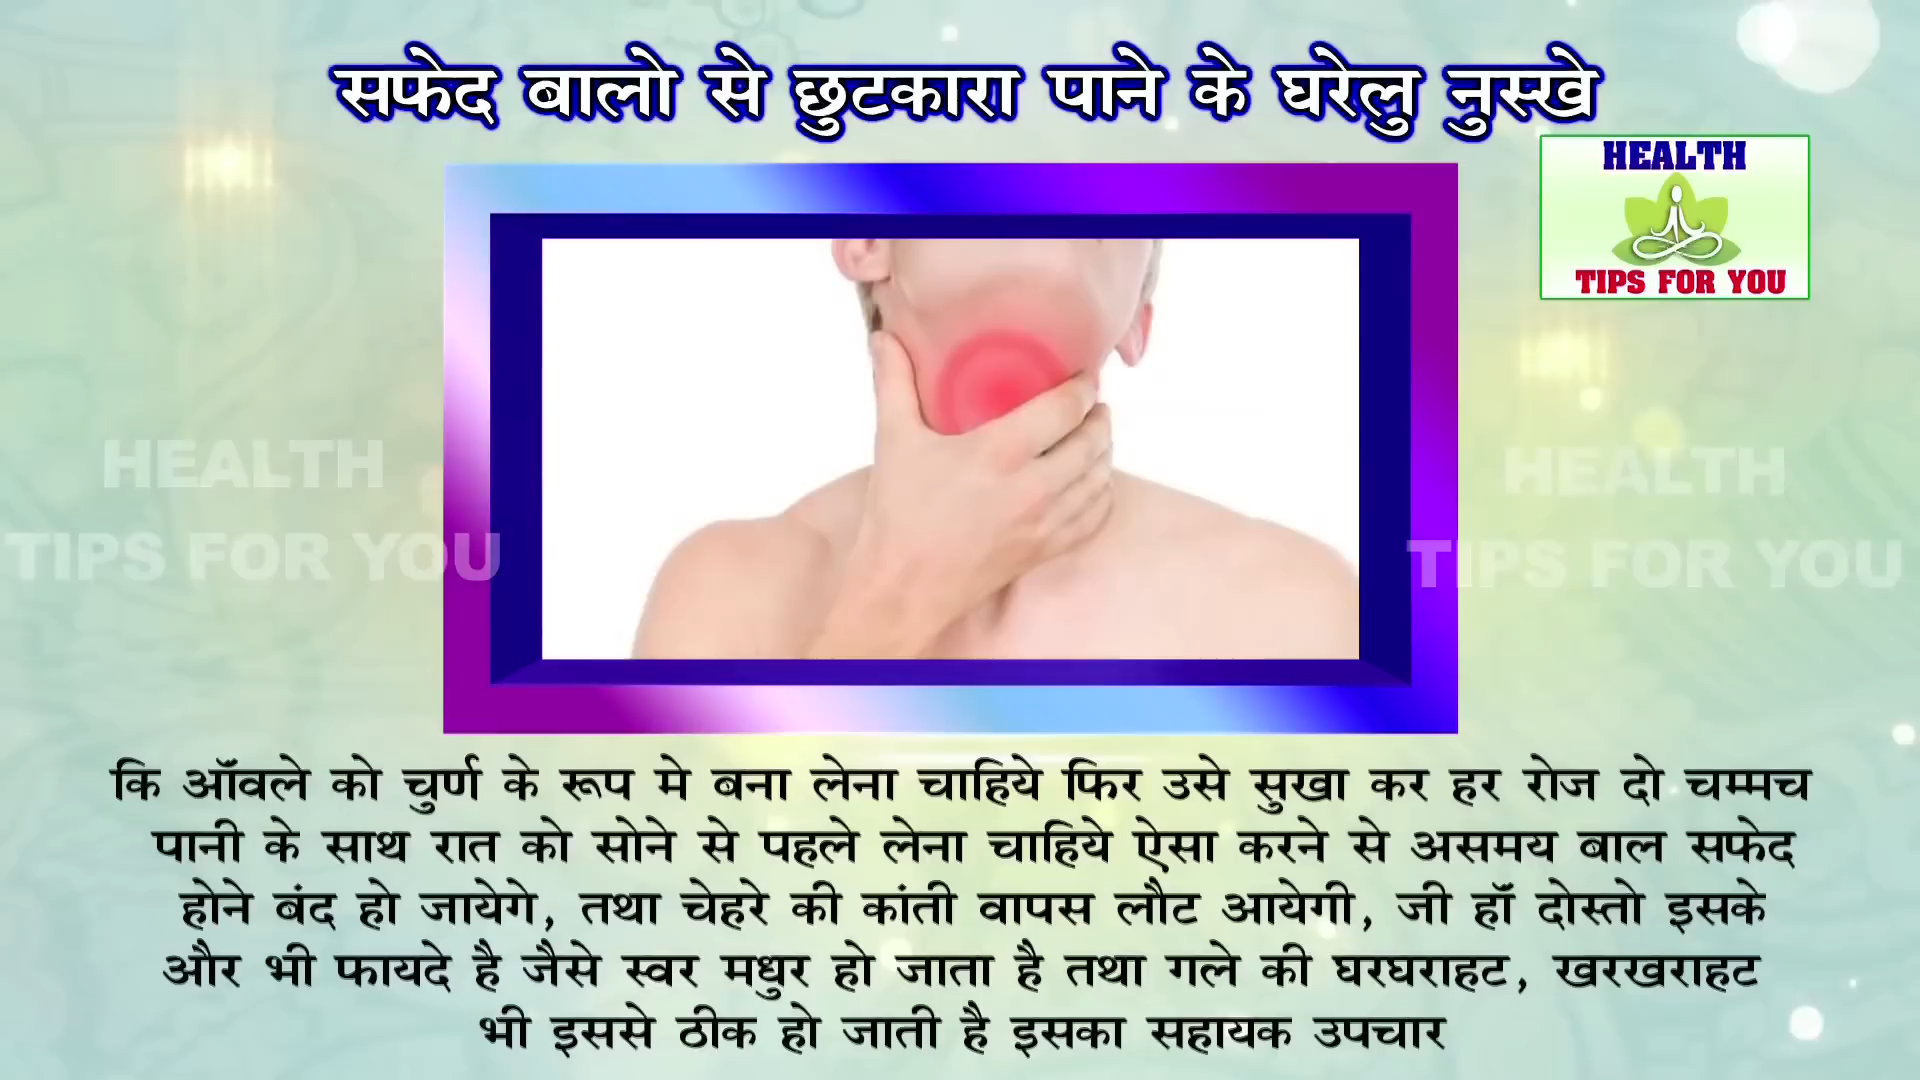 सफेद बालो से छुटकारा पाने के घरेलु नुस्खे
HEALTH
TIPS FOR YOU
HEALTH
TIPS FOR YOU
HEALTH
TIPS FOR YOU
कि ऑंवले को चुर्ण के रूप मे बना लेना चाहिये फिर उसे सुखा कर हर रोज दो चम्मच
पानी के साथ रात को सोने से पहले लेना चाहिये ऐसा करने से असमय बाल सफेद
होने बंद हो जायेगे, तथा चेहरे की कांती वापस लौट आयेगी, जी हॉं दोस्तो इसके
और भी फायदे है जैसे स्वर मधुर हो जाता है तथा गले की घरघराहट, खरखराहट
भी इससे ठीक हो जाती है इसका सहायक उपचार